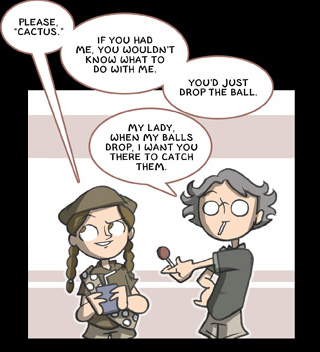 PLEASE,
"CACTUS."
IF YOU HAD
ME, YOU WOULDN'T
KNOW WHAT TO
DO WITH ME.
YOU'D JUST
DROP THE BALL.
MY LADY,
WHEN MY BALLS
DROP, I WANT YOU
THERE TO CATCH
THEM.